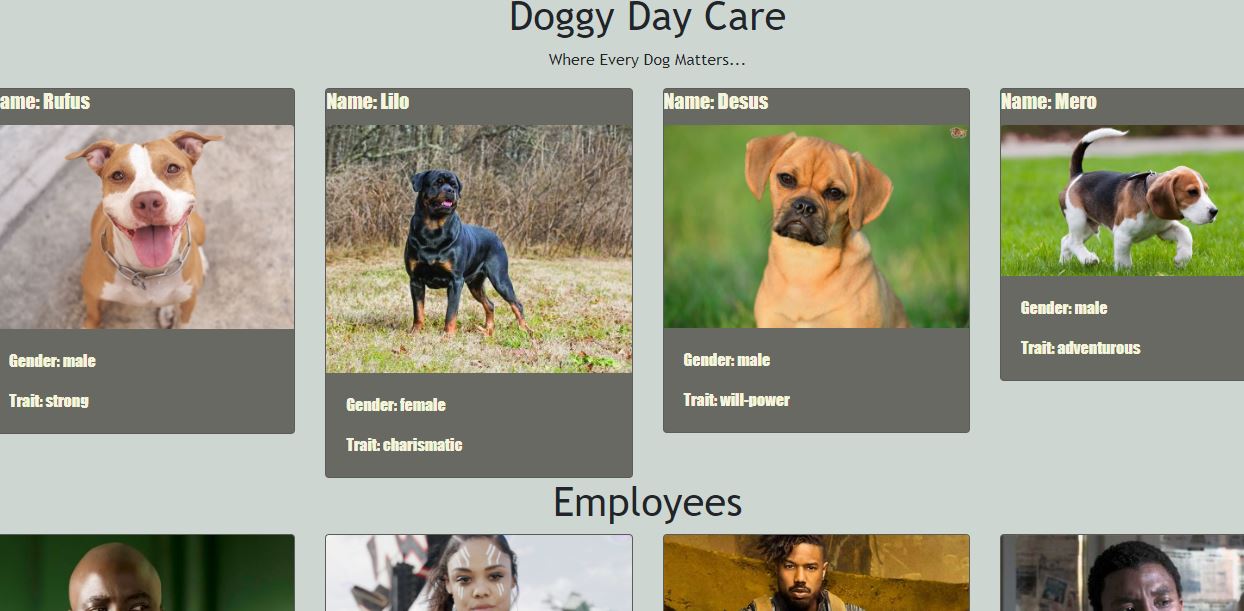 Doggy Day Care
Where Every Dog Matters...
ame: Rufus
Name: Lilo
Name: Desus
Name: Mero
Gender: male
Trait: strong
Gender: female
Trait: charismatic
Gender: male
Trait: will-power
Gender: male
Trait: adventurous
Employees